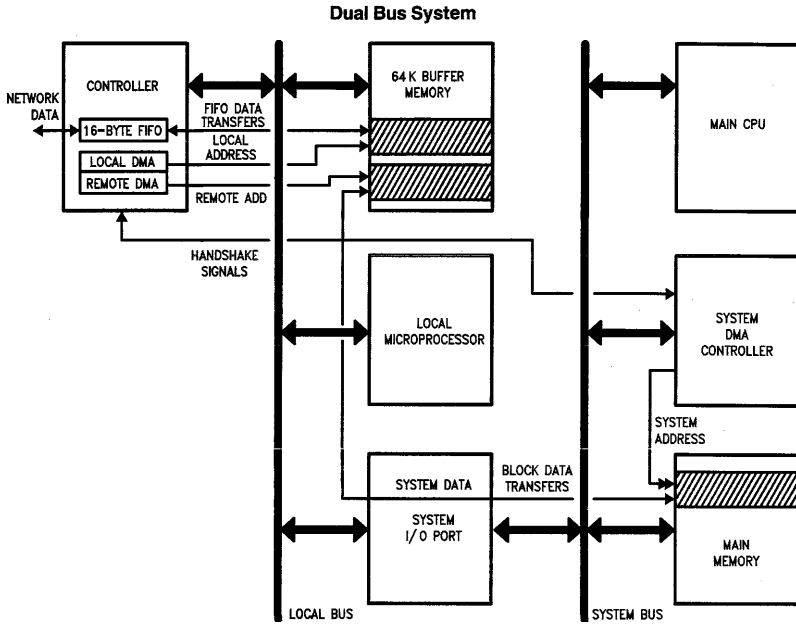 Dual Bus System
CONTROLLER
NETWORK
DATA
16-BYTE FIFO
LOCAL DMA
REMOTE DMA
FIFO DATA
TRANSFERS
LOCAL
ADDRESS
REMOTE ADD
64K BUFFER
MEMORY
MAIN CPU
HANDSHAKE
SIGNALS
LOCAL
MICROPROCESSOR
SYSTEM
DMA
CONTROLLER
SYSTEM
ADDRESS
SYSTEM DATA
SYSTEM
I/O PORT
BLOCK DATA
TRANSFERS
MAIN
MEMORY
LOCAL BUS
SYSTEM BUS